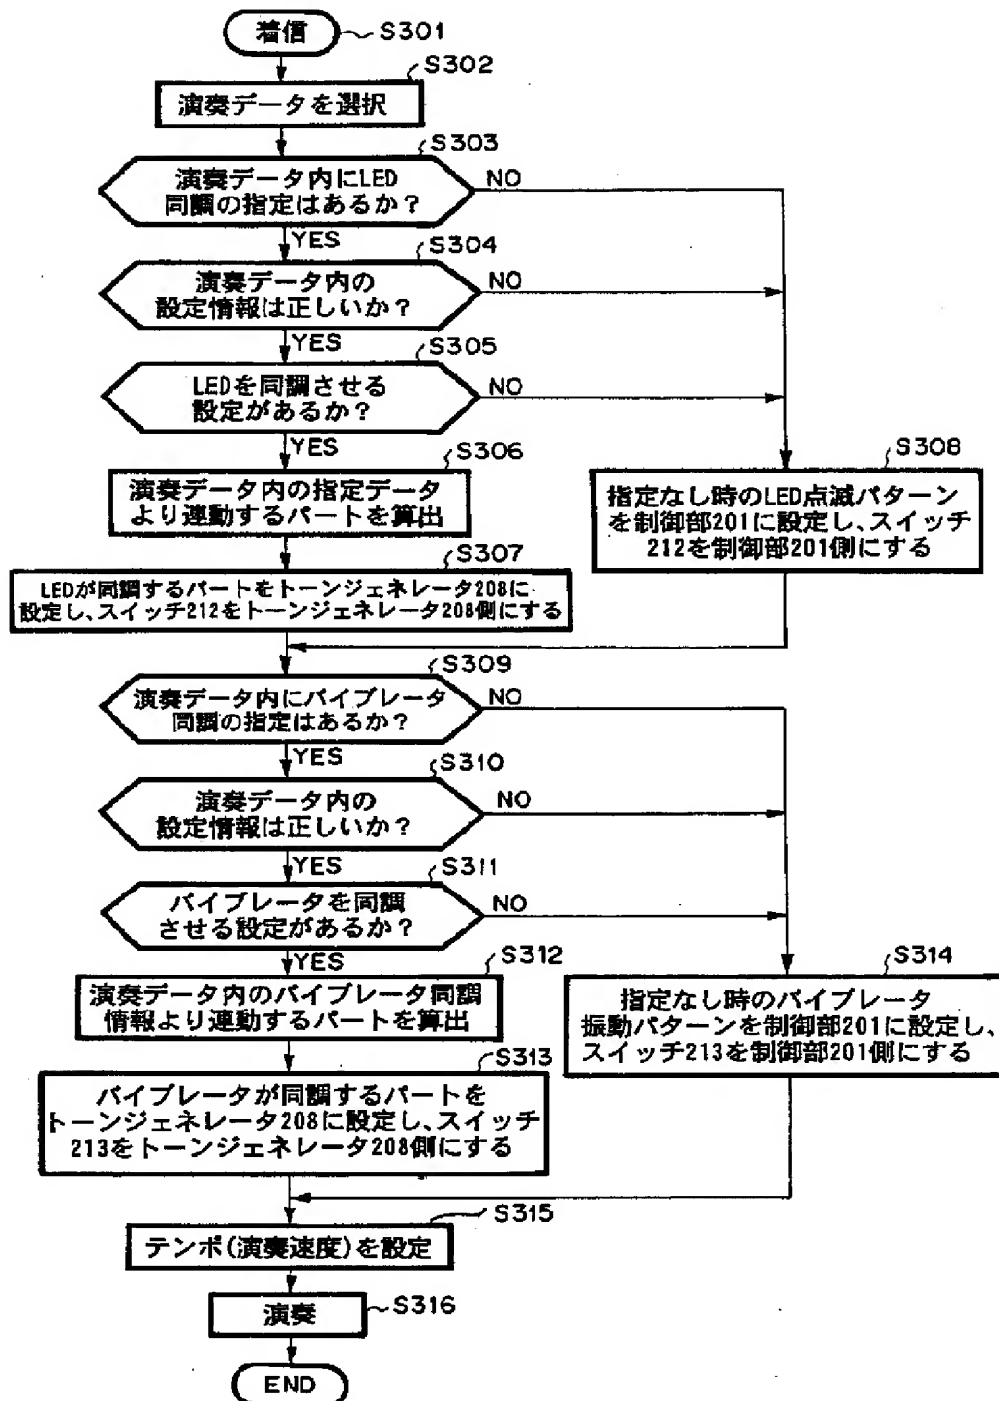 着信
S301
S302
演奏データを選択
S303
演奏データ内にLED
同調の指定はあるか?
NO
YES
S304
演奏データ内の
設定情報は正しいか?
NO
YES
S305
LEDを同調させる
設定があるか?
NO
YES
S306
演奏データ内の指定データ
より連動するパートを算出
S308
指定なし時のLED点滅パターン
を制御部201に設定し、スイッチ
212を制御部201側にする
S307
LEDが同調するパートをトーンジェネレータ208に
設定し、スイッチ212をトーンジェネレータ208側にする
S309
演奏データ内にバイブレータ
同調の指定はあるか?
NO
YES
S310
演奏データ内の
設定情報は正しいか?
NO
YES
S311
バイブレータを同調
させる設定があるか?
NO
YES
S312
演奏データ内のバイブレータ同調
情報より連動するパートを算出
S314
指定なし時のバイブレータ
振動パターンを制御部201に設定し、
スイッチ213を制御部201側にする
S313
バイブレータが同調するパートを
トーンジェネレータ208に設定し、スイッチ
213をトーンジェネレータ208側にする
S315
テンポ(演奏速度)を設定
演奏
S316
END